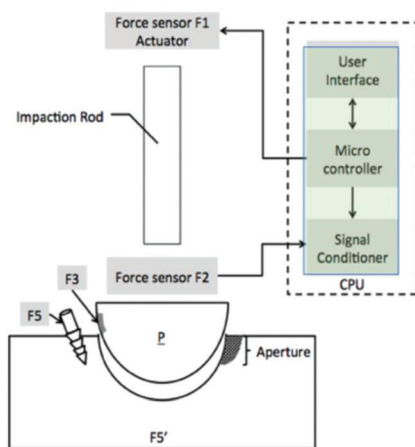 Force sensor F1
Actuator
User
Interface
Impaction Rod
Micro
controller
Signal
Conditioner
Force sensor F2
CPU
F3
F5
P
Aperture
F5'